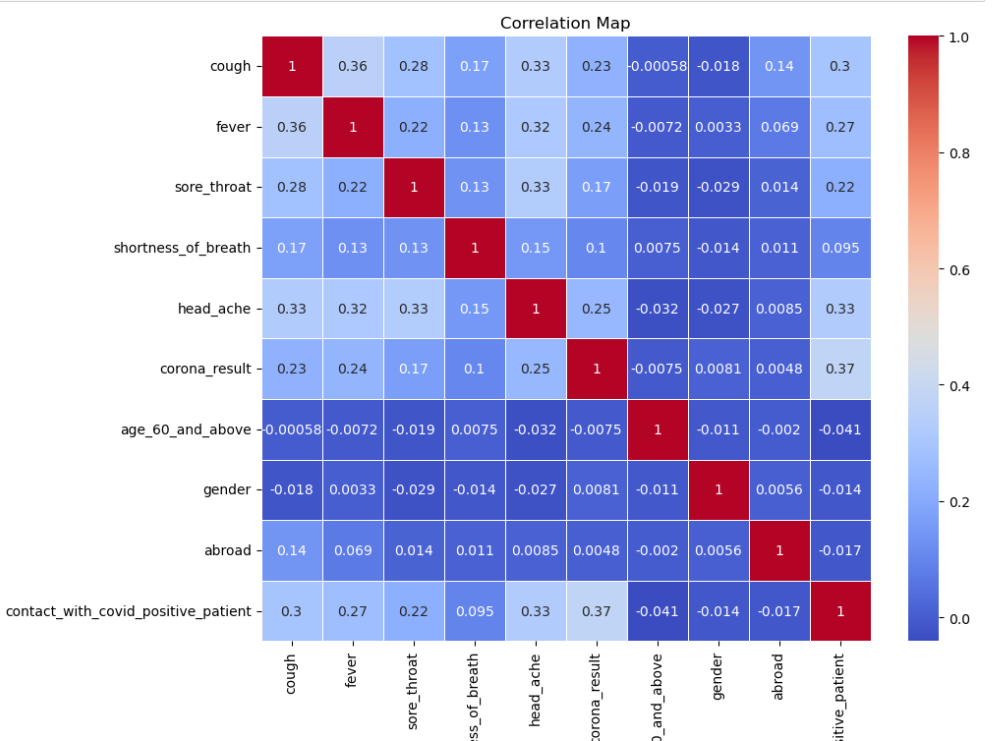 Correlation Map
cough 1 0.36 0.28 0.17 0.33 0.23 -0.00058 -0.018 0.14 0.3
fever 0.36 1 0.22 0.13 0.32 0.24 -0.0072 0.0033 0.069 0.27
sore_throat 0.28 0.22 1 0.13 0.33 0.17 -0.019 -0.029 0.014 0.22
shortness_of_breath 0.17 0.13 0.13 1 0.15 0.1 0.0075 -0.014 0.011 0.095
head_ache 0.33 0.32 0.33 0.15 1 0.25 -0.032 -0.027 0.0085 0.33
corona_result 0.23 0.24 0.17 0.1 0.25 1 -0.0075 0.0081 0.0048 0.37
age_60_and_above -0.00058 -0.0072 -0.019 0.0075 -0.032 -0.0075 1 -0.011 -0.002 -0.041
gender -0.018 0.0033 -0.029 -0.014 -0.027 0.0081 -0.011 1 0.0056 -0.014
abroad 0.14 0.069 0.014 0.011 0.0085 0.0048 -0.002 0.0056 1 -0.017
contact_with_covid_positive_patient 0.3 0.27 0.22 0.095 0.33 0.37 -0.041 -0.014 -0.017 1
cough
fever
sore_throat
ss_of_breath
head_ache
corona_result
0_and_above
gender
abroad
sitive_patient
1.0
0.8
0.6
0.4
0.2
0.0